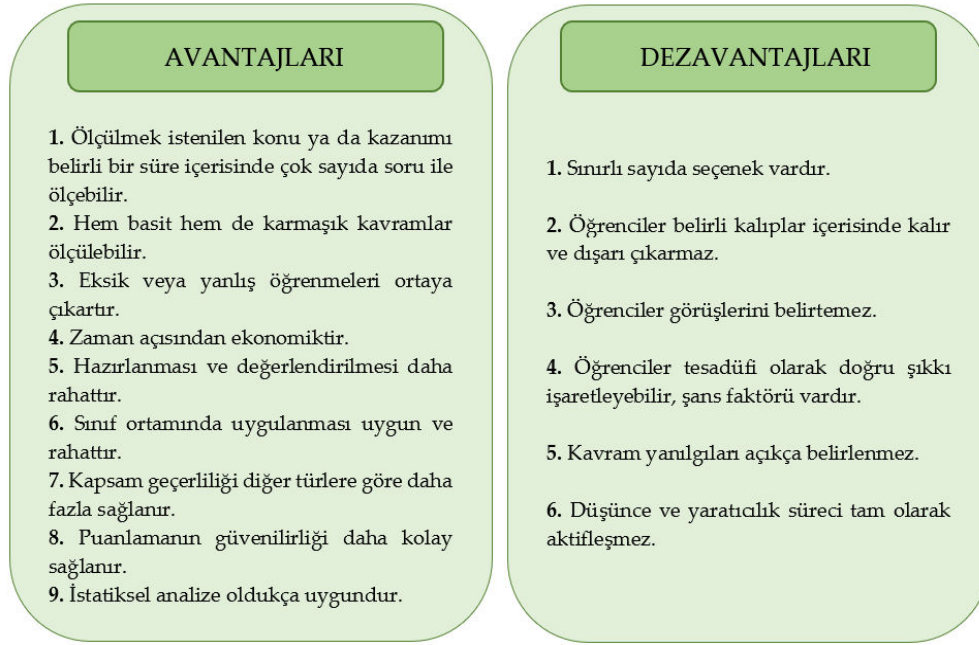 AVANTAJLARI
1. Ölçülmek istenilen konu ya da kazanımı
belirli bir süre içerisinde çok sayıda soru ile
ölçebilir.
2. Hem basit hem de karmaşık kavramlar
ölçülebilir.
3. Eksik veya yanlış öğrenmeleri ortaya
çıkartır.
4. Zaman açısından ekonomiktir.
5. Hazırlanması ve değerlendirilmesi daha
rahattır.
6. Sınıf ortamında uygulanması uygun ve
rahattır.
7. Kapsam geçerliliği diğer türlere göre daha
fazla sağlanır.
8. Puanlamanın güvenilirliği daha kolay
sağlanır.
9. İstatiksel analize oldukça uygundur.
DEZAVANTAJLARI
1. Sınırlı sayıda seçenek vardır.
2. Öğrenciler belirli kalıplar içerisinde kalır
ve dışarı çıkarmaz.
3. Öğrenciler görüşlerini belirtemez.
4. Öğrenciler tesadüfi olarak doğru şıkkı
işaretleyebilir, şans faktörü vardır.
5. Kavram yanılgıları açıkça belirlenmez.
6. Düşünce ve yaratıcılık süreci tam olarak
aktifleşmez.